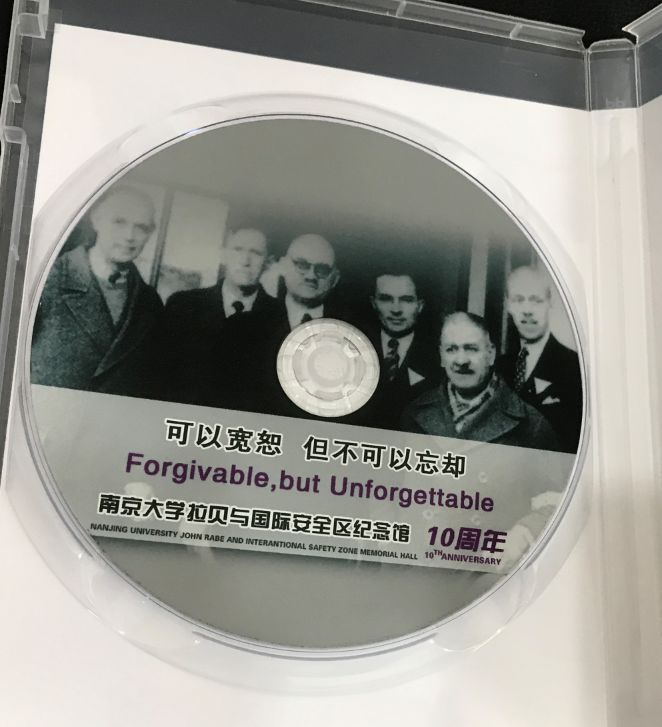 可以宽恕 但不可以忘却
Forgivable,but Unforgettable
南京大学拉贝与国际安全区纪念馆 10周年
NANJING UNIVERSITY JOHN RABE AND INTERANTIONAL SAFETY ZONE MEMORIAL HALL 10TH ANNIVERSARY